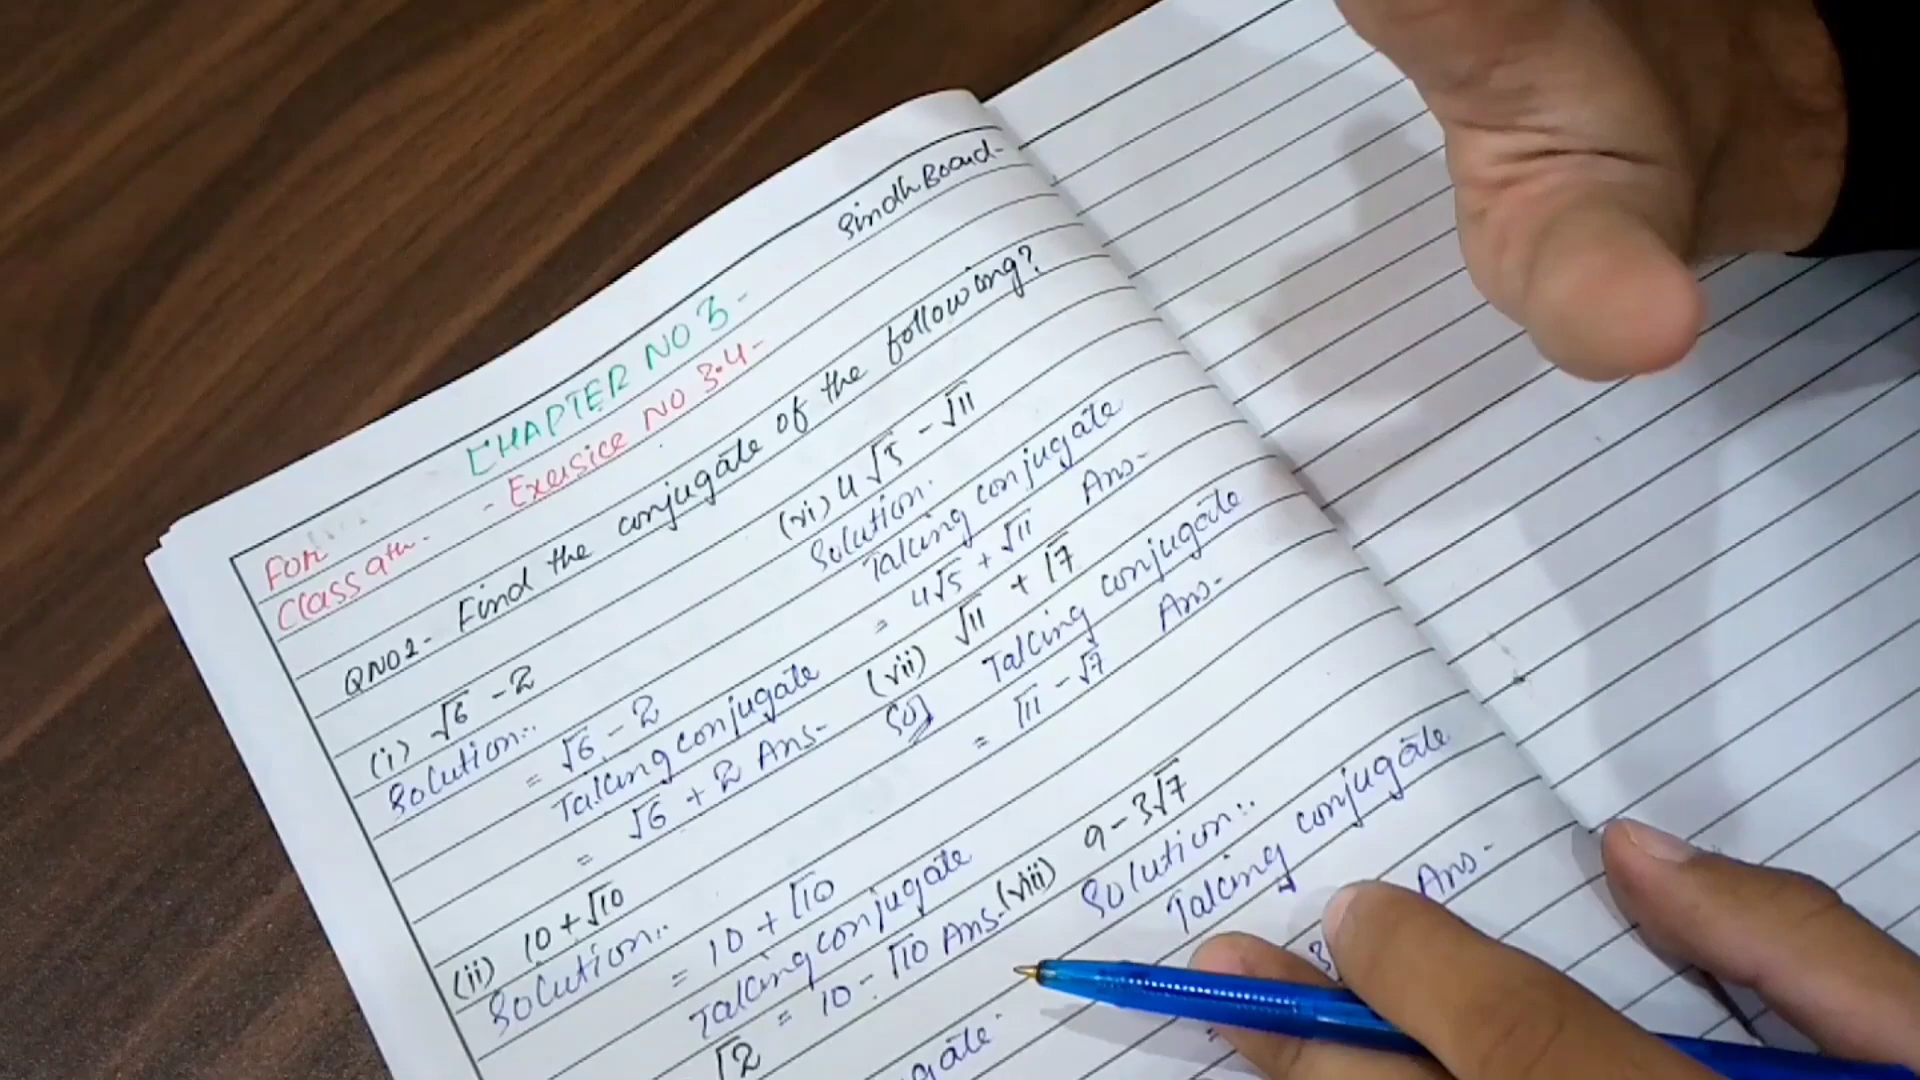 Sindh Board-
CHAPTER NO 3-
- Exersice NO 3.4-
For
Class 9th.
QNO2- Find the conjugate of the following?
(i) √6 - 2
Solution:.
= √6 - 2
Taking conjugate
= √6 + 2 Ans-
(ii) 10 + √10
Solution:.
= 10 + √10
Taking conjugate
= 10 - √10 Ans-
√2
(vi) 4√5 - √11
Solution:
Taking conjugate
= 4√5 + √11 Ans-
(vii) √11 + √7
Sol Taking conjugate
= √11 - √7 Ans-
(viii) 9 - 3√7
Solution:.
Taking conjugate
Ans-